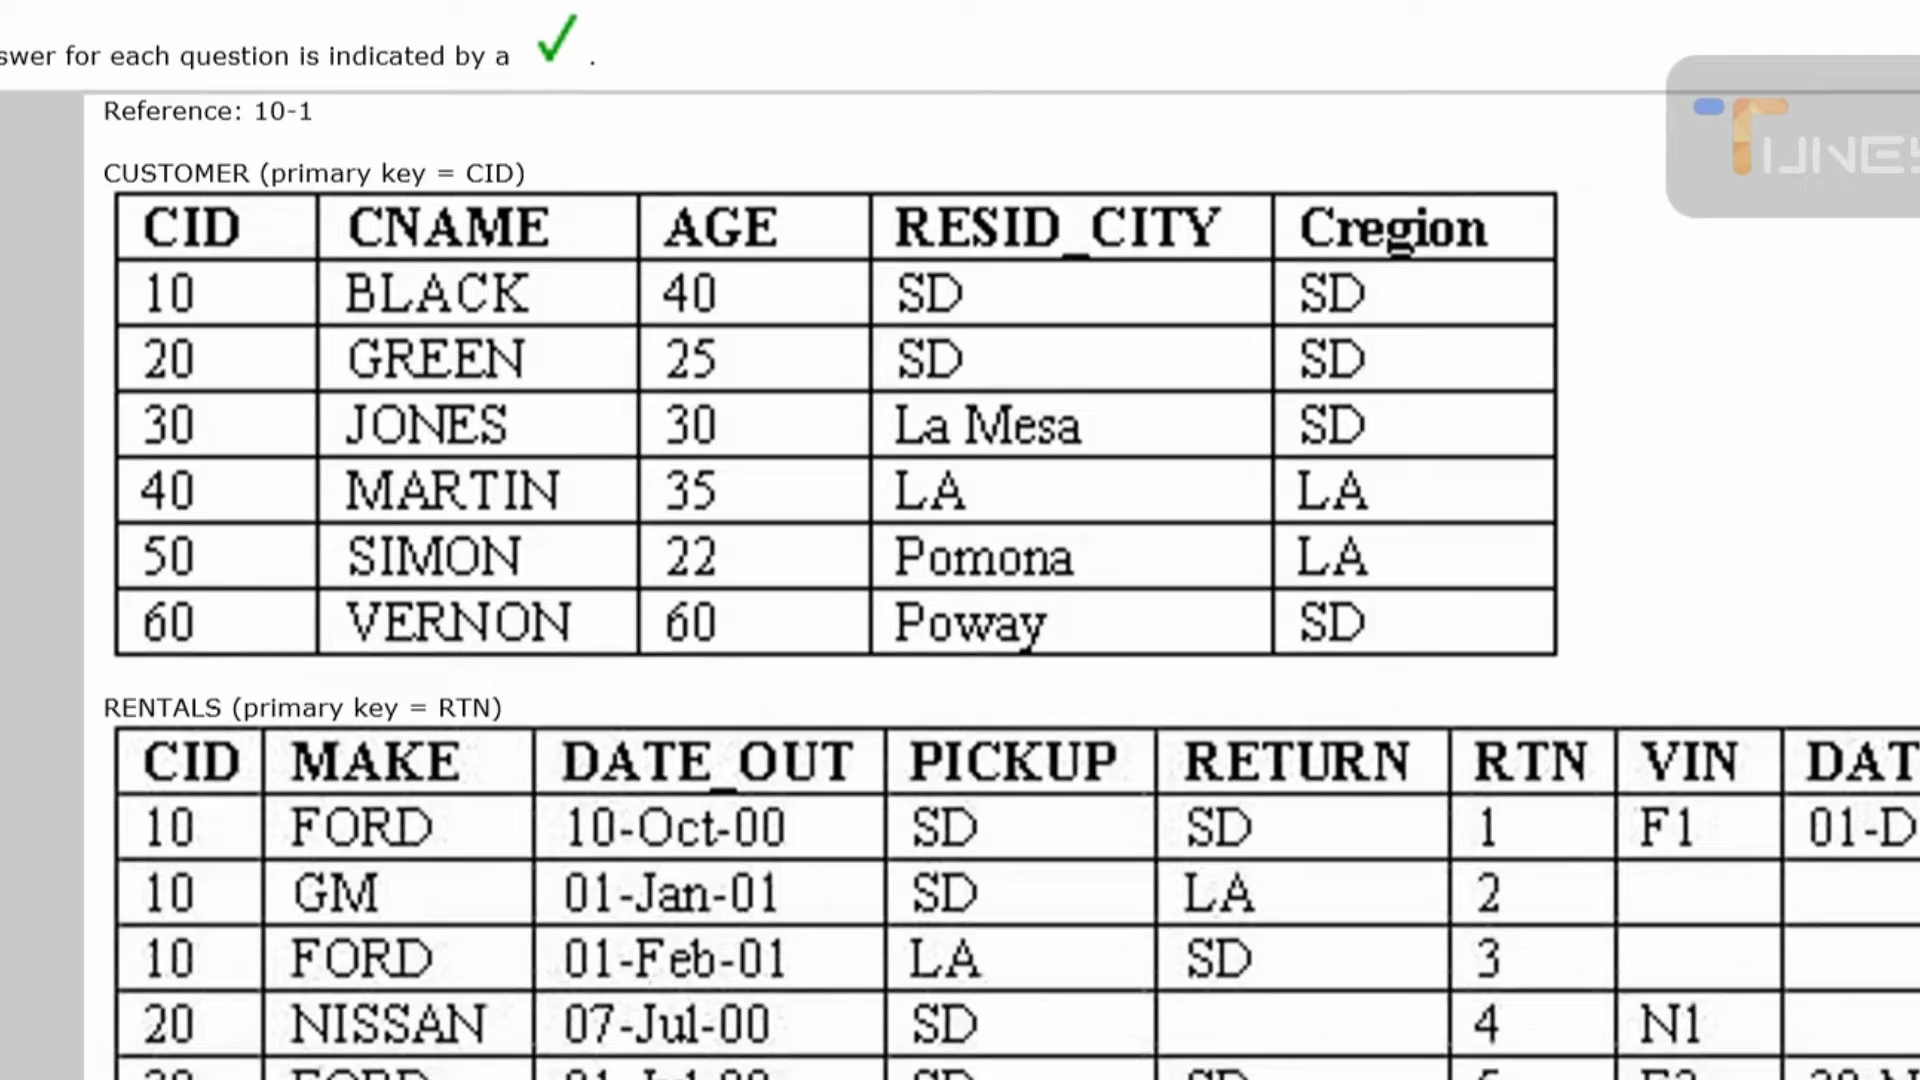 swer for each question is indicated by a ✓ .
TIJNES
Reference: 10-1
CUSTOMER (primary key = CID)
CID CNAME AGE RESID_CITY Cregion
10 BLACK 40 SD SD
20 GREEN 25 SD SD
30 JONES 30 La Mesa SD
40 MARTIN 35 LA LA
50 SIMON 22 Pomona LA
60 VERNON 60 Poway SD
RENTALS (primary key = RTN)
CID MAKE DATE_OUT PICKUP RETURN RTN VIN DAT
10 FORD 10-Oct-00 SD SD 1 F1 01-D
10 GM 01-Jan-01 SD LA 2
10 FORD 01-Feb-01 LA SD 3
20 NISSAN 07-Jul-00 SD 4 N1